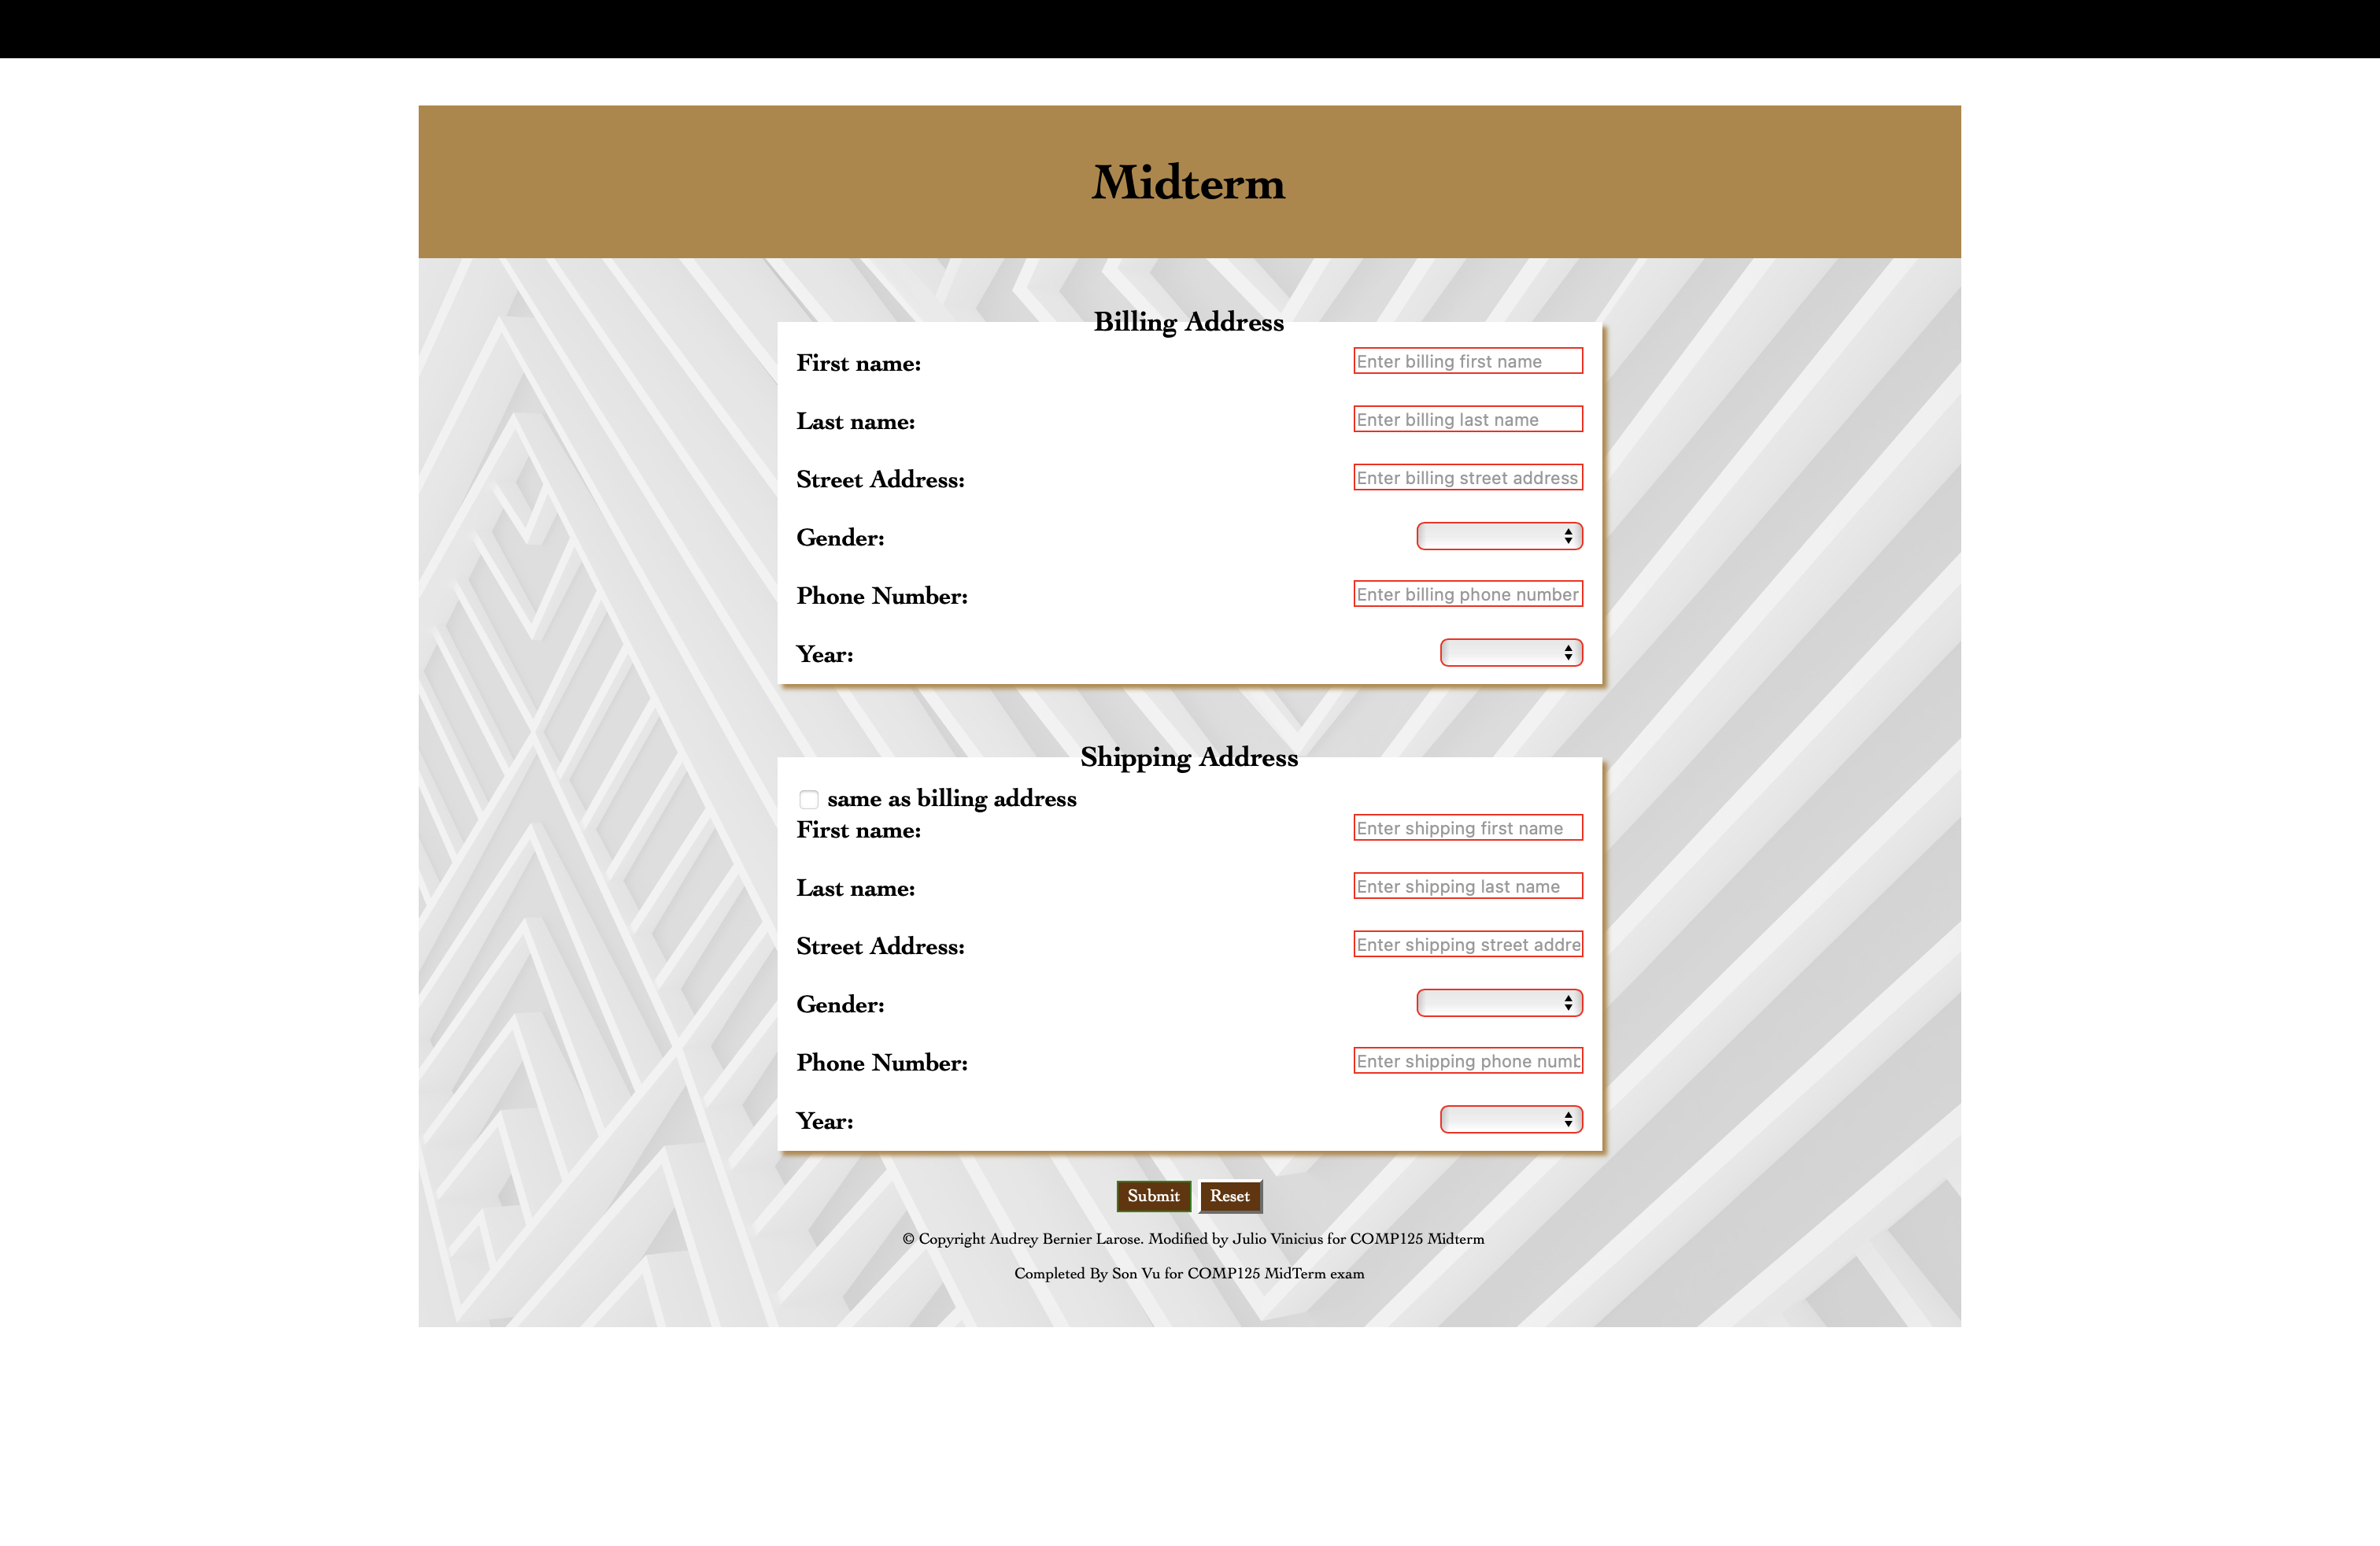 Midterm
Billing Address
First name: Enter billing first name
Last name: Enter billing last name
Street Address: Enter billing street address
Gender:
Phone Number: Enter billing phone number
Year:
Shipping Address
same as billing address
First name: Enter shipping first name
Last name: Enter shipping last name
Street Address: Enter shipping street addre
Gender:
Phone Number: Enter shipping phone numb
Year:
Submit Reset
© Copyright Audrey Bernier Larose. Modified by Julio Vinicius for COMP125 Midterm
Completed By Son Vu for COMP125 MidTerm exam